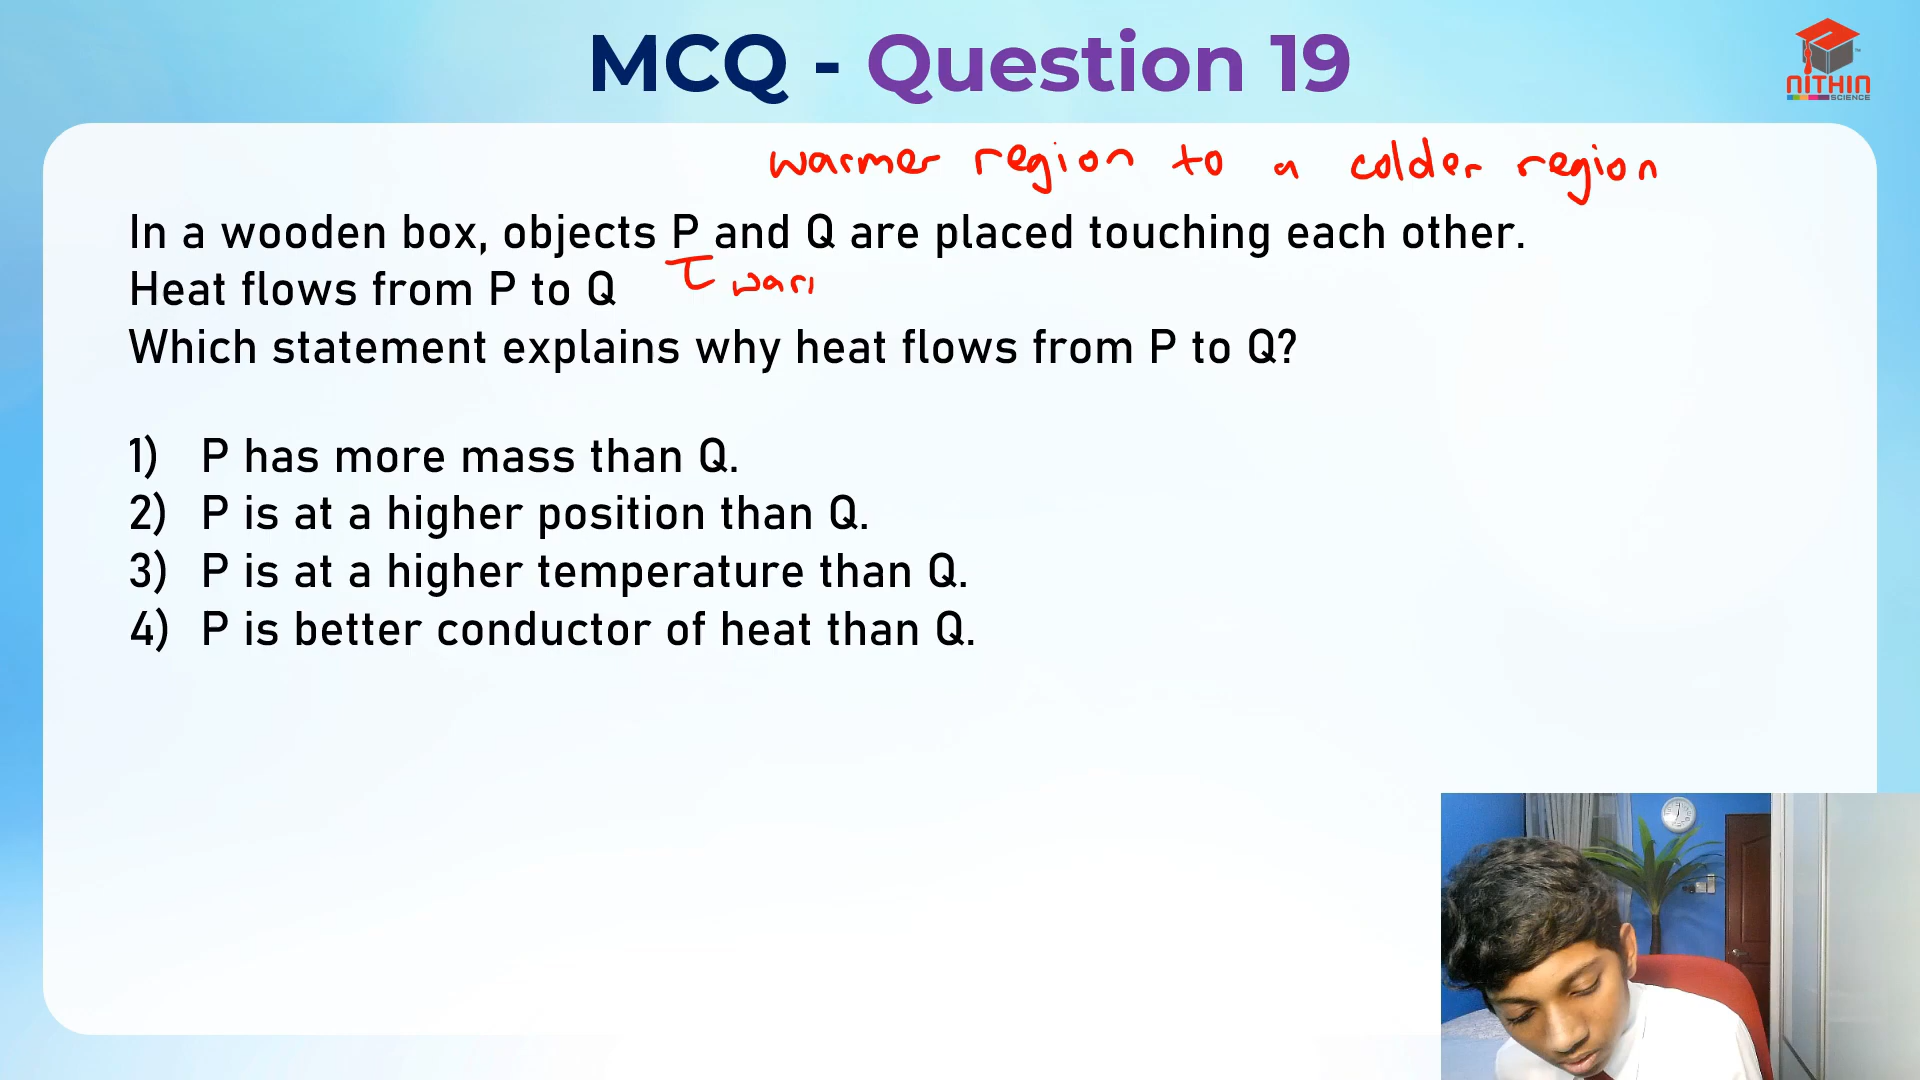 MCQ - Question 19
NITHIN
SCIENCE
warmer region to a colder region
In a wooden box, objects P and Q are placed touching each other.
Heat flows from P to Q
Which statement explains why heat flows from P to Q?
1) P has more mass than Q.
2) P is at a higher position than Q.
3) P is at a higher temperature than Q.
4) P is better conductor of heat than Q.